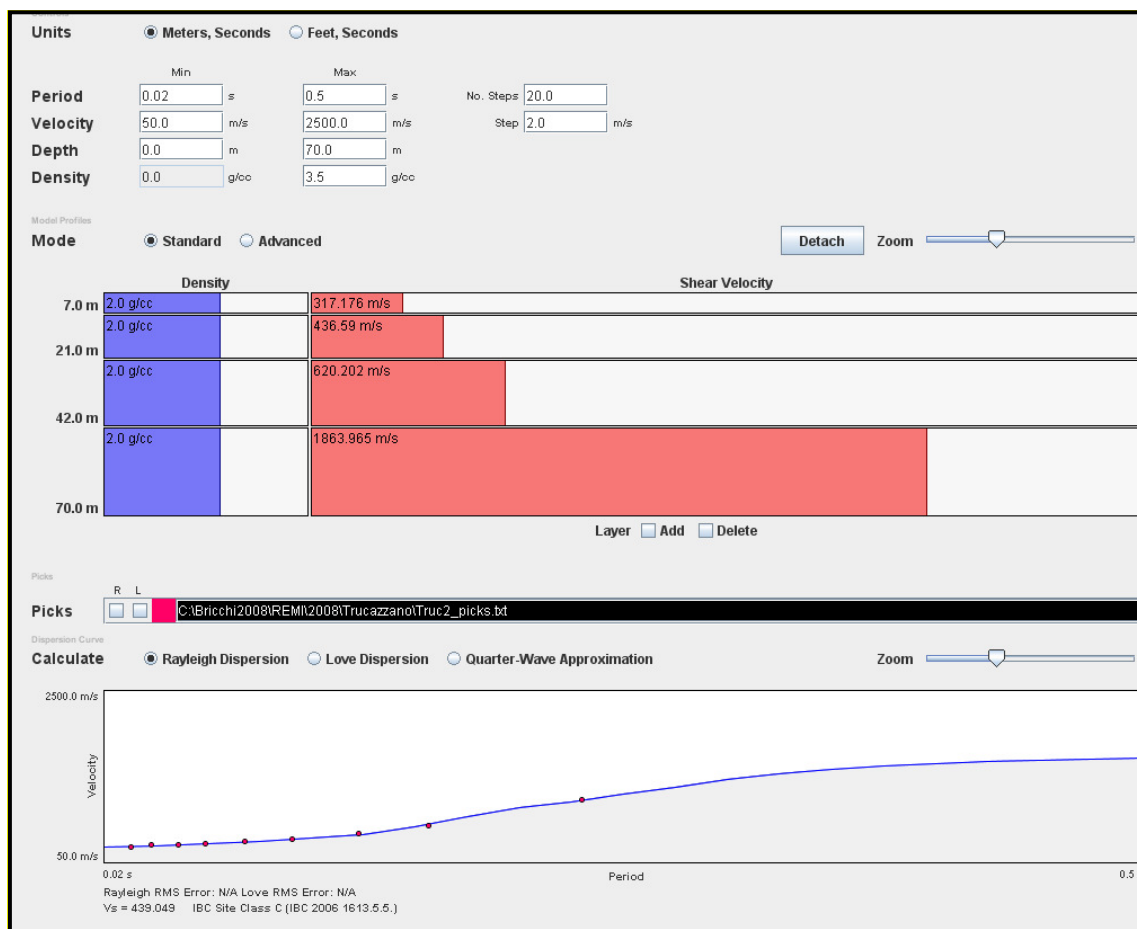 Units Meters, Seconds Feet, Seconds
Min Max
Period 0.02 s 0.5 s No. Steps 20.0
Velocity 50.0 m/s 2500.0 m/s Step 2.0 m/s
Depth 0.0 m 70.0 m
Density 0.0 g/cc 3.5 g/cc
Model Profiles
Mode Standard Advanced Detach Zoom
Density Shear Velocity
7.0 m 2.0 g/cc 317.176 m/s
21.0 m 2.0 g/cc 436.59 m/s
42.0 m 2.0 g/cc 620.202 m/s
70.0 m 2.0 g/cc 1863.965 m/s
Layer Add Delete
Picks
R L
Picks C:\Bricchi2008\REMI\2008\Trucazzano\Truc2_picks.txt
Dispersion Curve
Calculate Rayleigh Dispersion Love Dispersion Quarter-Wave Approximation Zoom
2500.0 m/s
Velocity
50.0 m/s
0.02 s Period 0.5
Rayleigh RMS Error: N/A Love RMS Error: N/A
Vs = 439.049 IBC Site Class C (IBC 2006 1613.5.5.)